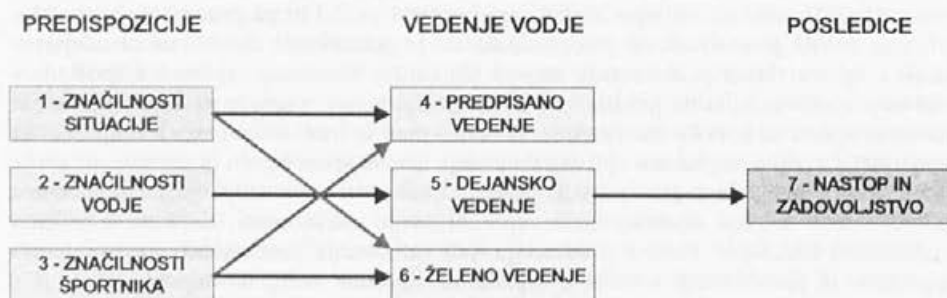 PREDISPOZICIJE
VEDENJE VODJE
POSLEDICE
1 - ZNAČILNOSTI
SITUACIJE
4 - PREDPISANO
VEDENJE
2 - ZNAČILNOSTI
VODJE
5 - DEJANSKO
VEDENJE
7 - NASTOP IN
ZADOVOLJSTVO
3 - ZNAČILNOSTI
ŠPORTNIKA
6 - ŽELENO VEDENJE